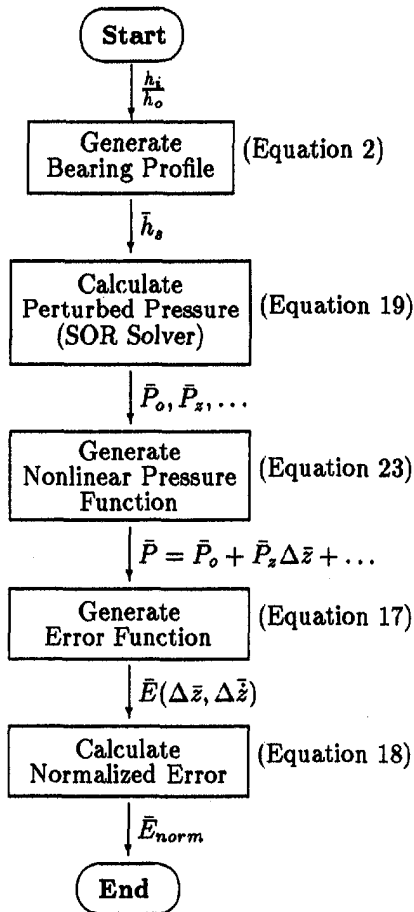 Start
h_i/h_o
Generate
Bearing Profile
(Equation 2)
h̄_s
Calculate
Perturbed Pressure
(SOR Solver)
(Equation 19)
P̄_o, P̄_z, ...
Generate
Nonlinear Pressure
Function
(Equation 23)
P̄ = P̄_o + P̄_zΔz̄ + ...
Generate
Error Function
(Equation 17)
Ē(Δz̄, Δż̄)
Calculate
Normalized Error
(Equation 18)
Ē_norm
End